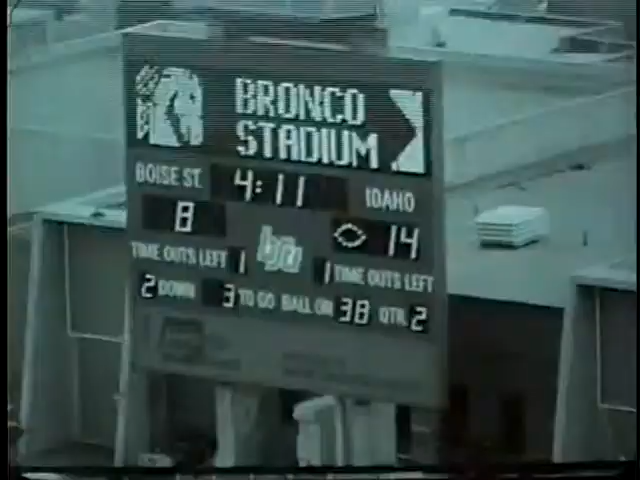 BRONCO
STADIUM
BOISE ST. 4:11 IDAHO
8 bsu 14
TIME OUTS LEFT 1 1 TIME OUTS LEFT
2 DOWN 3 TO GO BALL ON 38 QTR. 2